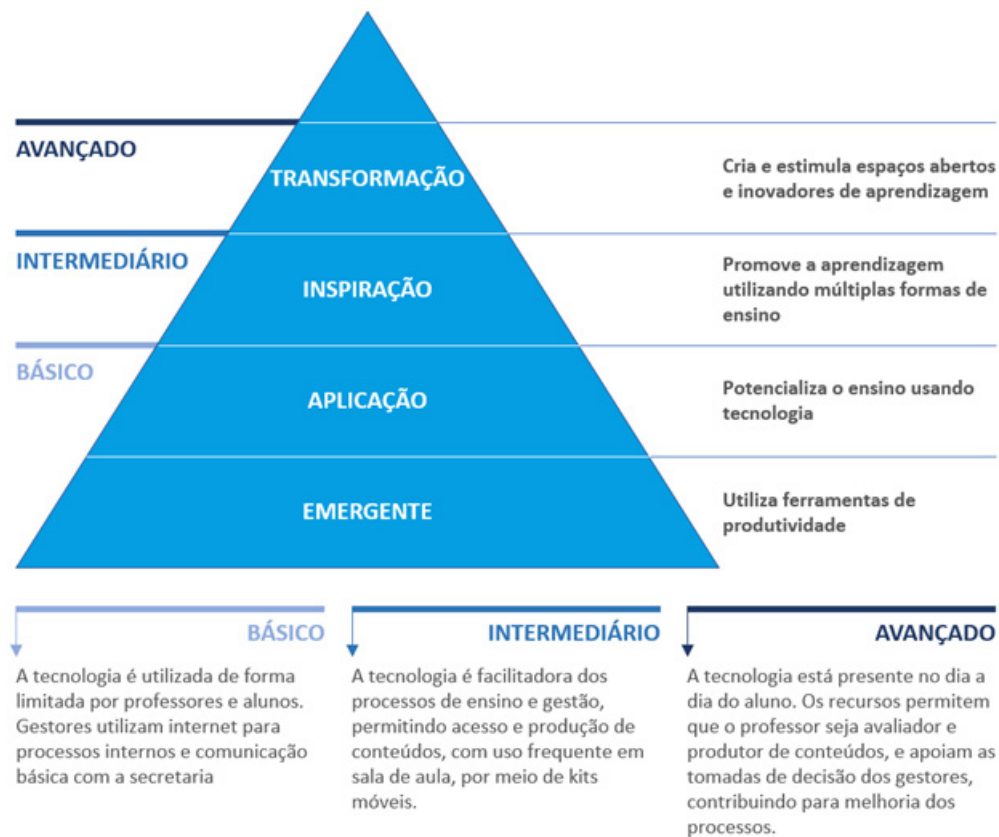 AVANÇADO
TRANSFORMAÇÃO
Cria e estimula espaços abertos
e inovadores de aprendizagem
INTERMEDIÁRIO
INSPIRAÇÃO
Promove a aprendizagem
utilizando múltiplas formas de
ensino
BÁSICO
APLICAÇÃO
Potencializa o ensino usando
tecnologia
EMERGENTE
Utiliza ferramentas de
produtividade
BÁSICO
A tecnologia é utilizada de forma
limitada por professores e alunos.
Gestores utilizam internet para
processos internos e comunicação
básica com a secretaria
INTERMEDIÁRIO
A tecnologia é facilitadora dos
processos de ensino e gestão,
permitindo acesso e produção de
conteúdos, com uso frequente em
sala de aula, por meio de kits
móveis.
AVANÇADO
A tecnologia está presente no dia a
dia do aluno. Os recursos permitem
que o professor seja avaliador e
produtor de conteúdos, e apoiam as
tomadas de decisão dos gestores,
contribuindo para melhoria dos
processos.